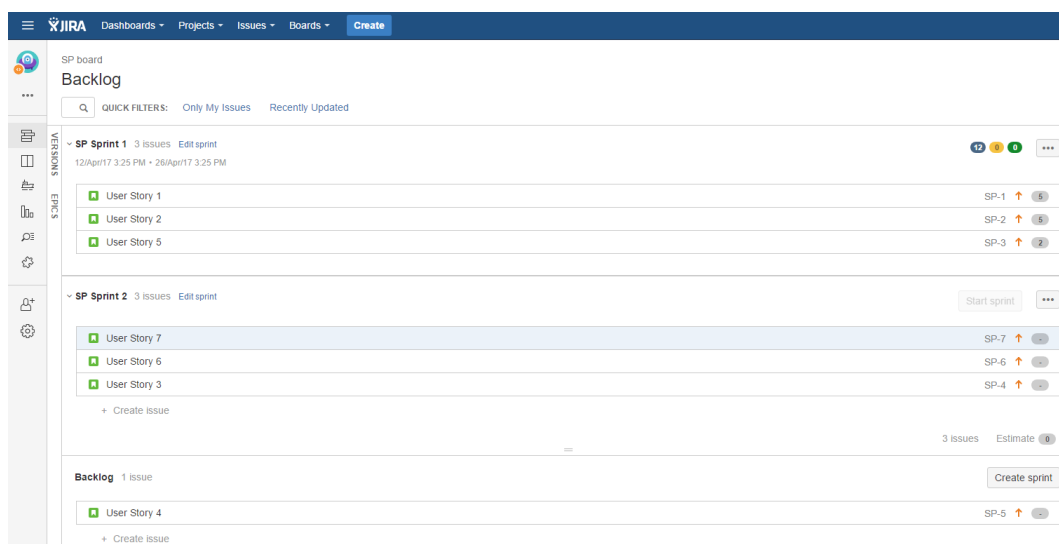 JIRA Dashboards Projects Issues Boards Create
SP board
Backlog
QUICK FILTERS: Only My Issues Recently Updated
VERSIONS
EPICS
SP Sprint 1 3 issues Edit sprint 12 0 0 •••
12/Apr/17 3:25 PM • 26/Apr/17 3:25 PM
User Story 1 SP-1 5
User Story 2 SP-2 5
User Story 5 SP-3 2
SP Sprint 2 3 issues Edit sprint Start sprint •••
User Story 7 SP-7 -
User Story 6 SP-6 -
User Story 3 SP-4 -
+ Create issue
3 issues Estimate 0
Backlog 1 issue Create sprint
User Story 4 SP-5 -
+ Create issue